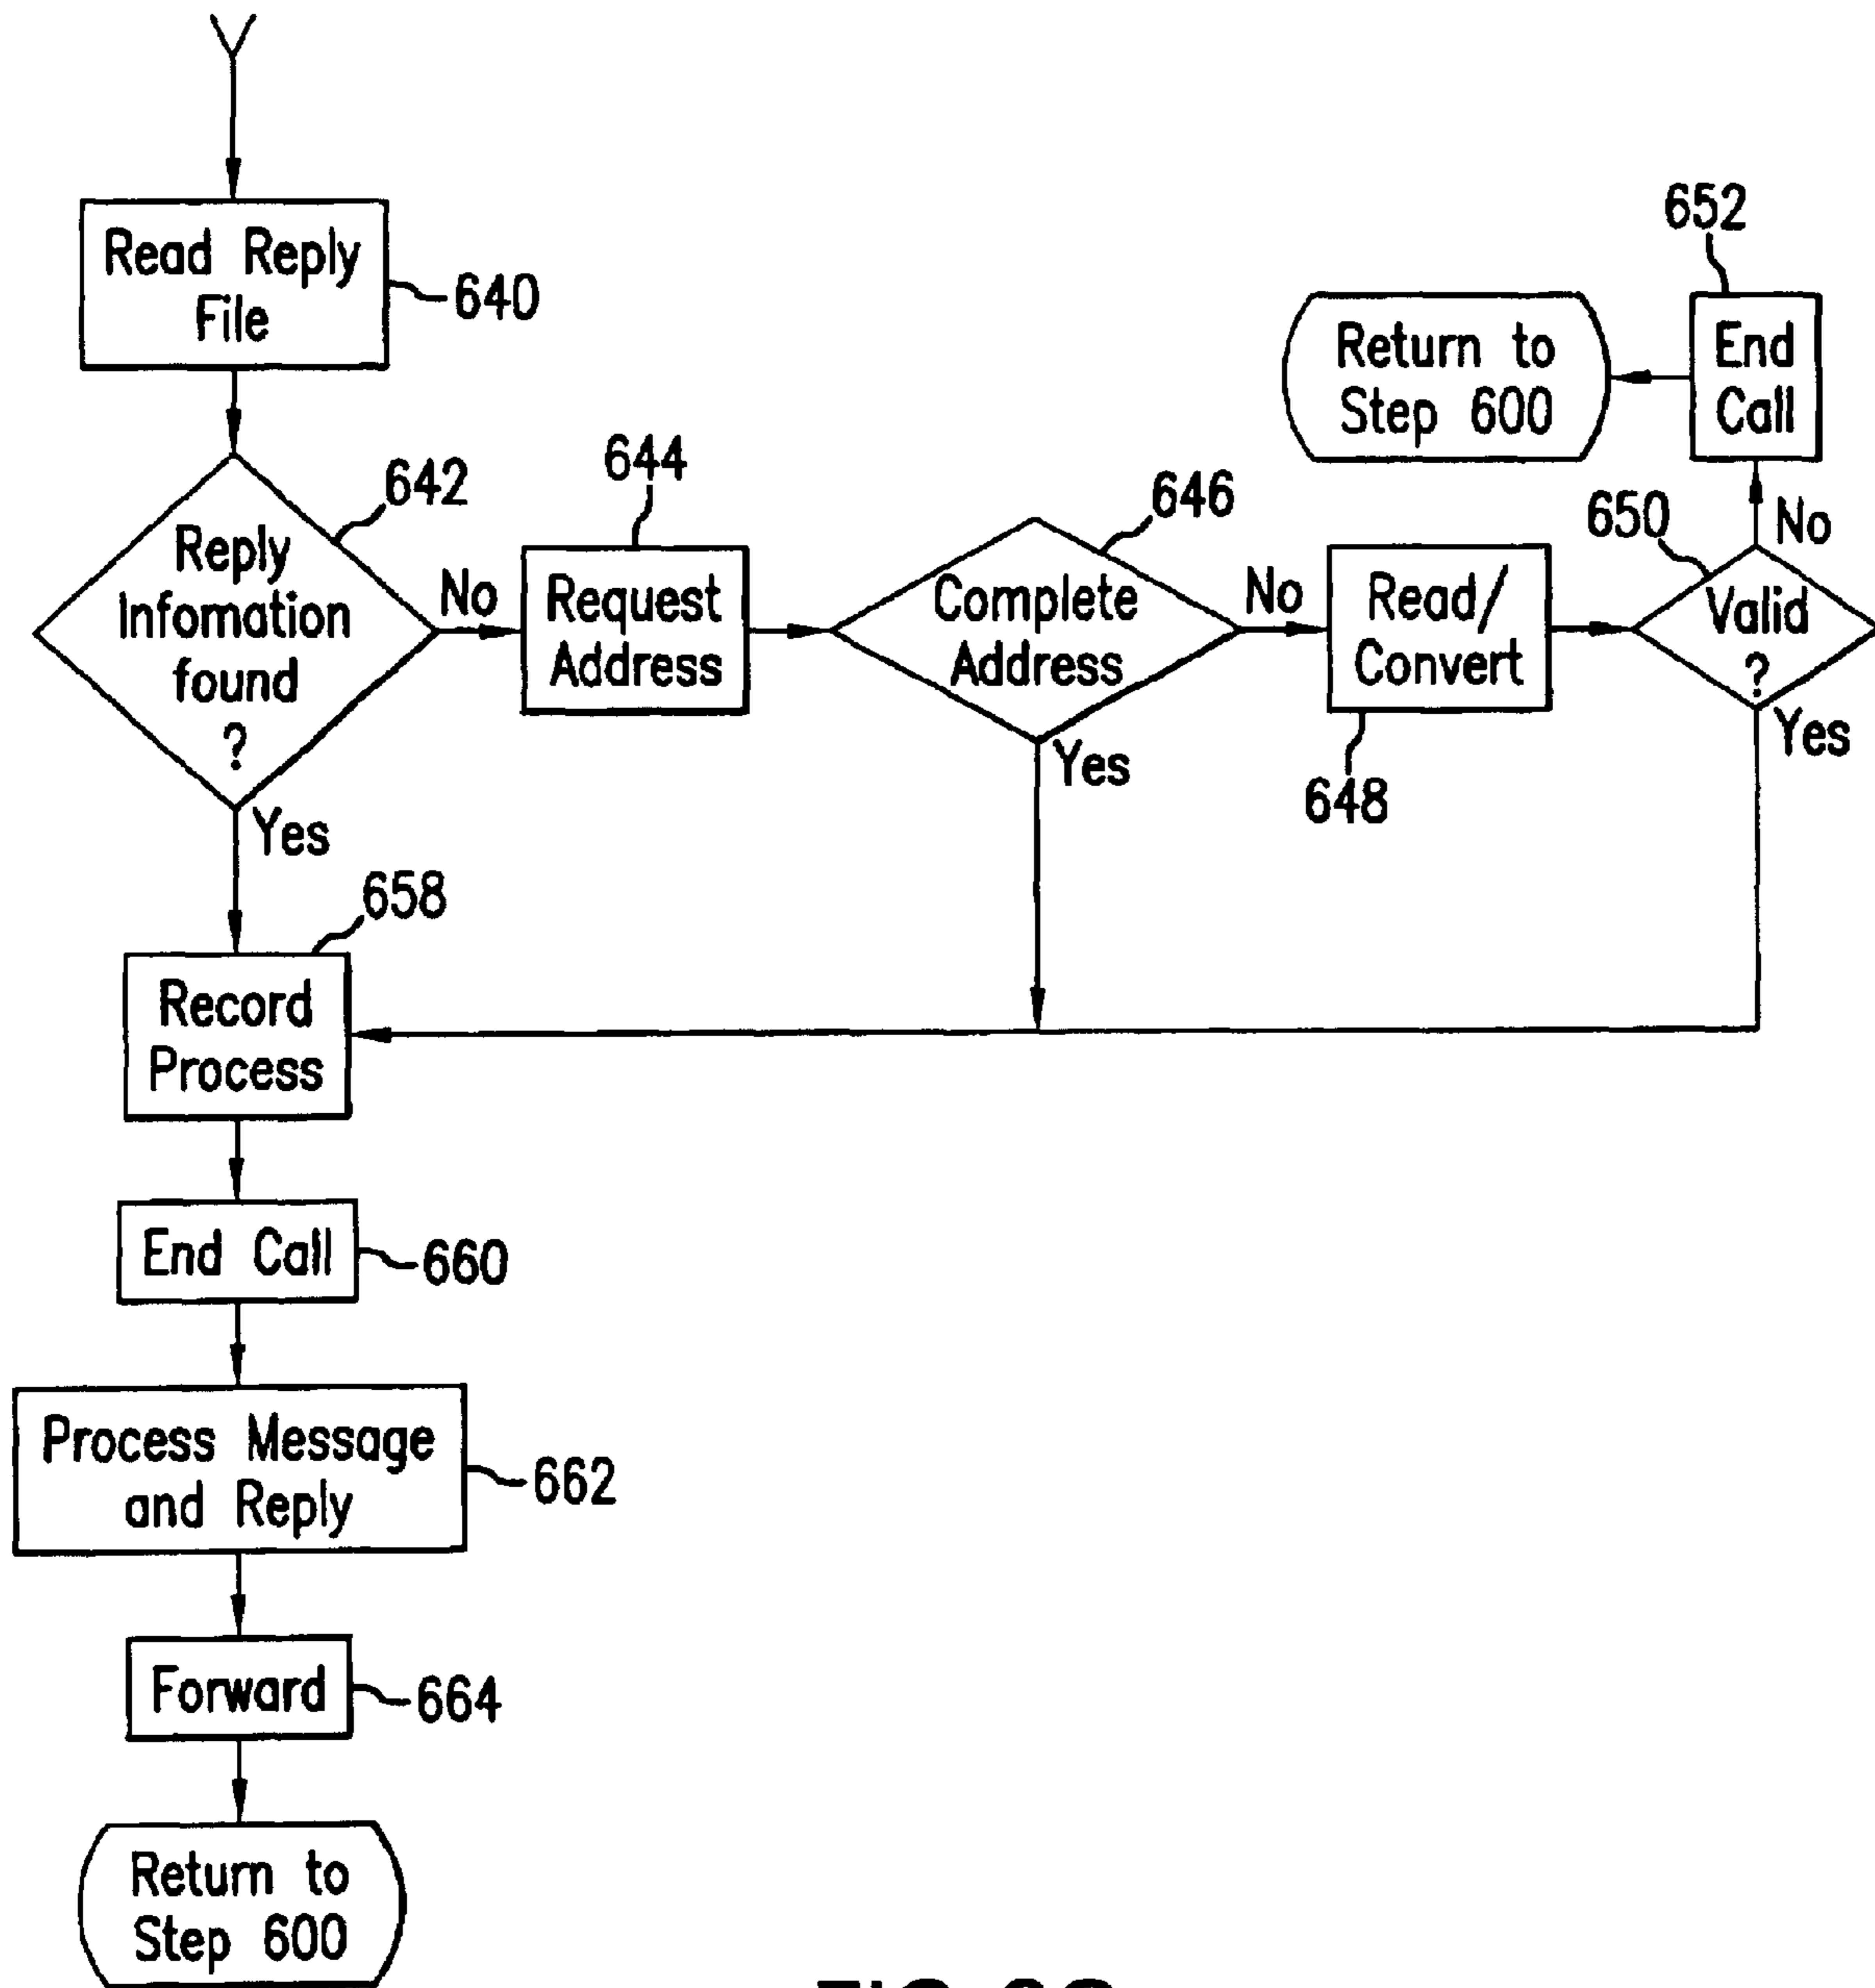 Read Reply
File
640
Reply
Infomation
found
?
642
No
Yes
Request
Address
644
Complete
Address
646
No
Yes
Read/
Convert
648
Valid
?
650
No
Yes
End
Call
652
Return to
Step 600
Record
Process
658
End Call
660
Process Message
and Reply
662
Forward
664
Return to
Step 600